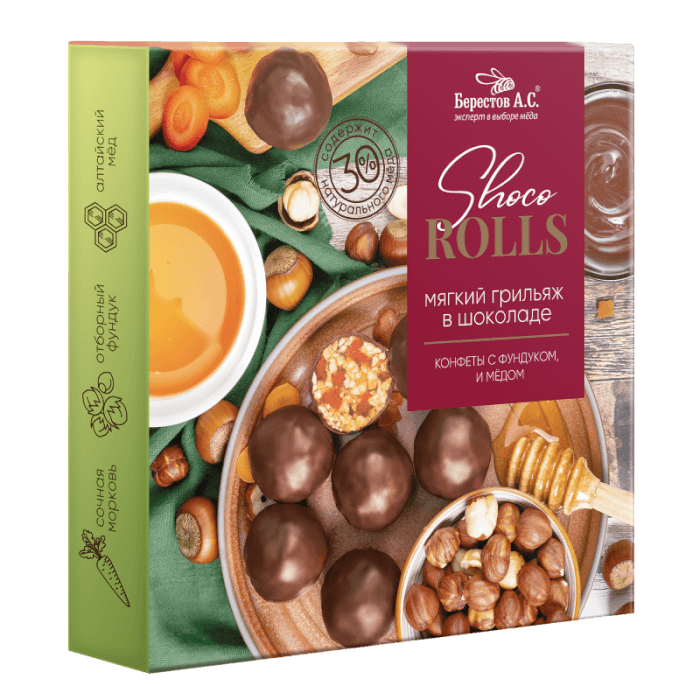 Берестов А.С.®
эксперт в выборе мёда
Shoco
ROLLS
мягкий грильяж
в шоколаде
конфеты с фундуком,
и мёдом
содержит
30%
натурального мёда
алтайский
мёд
отборный
фундук
сочная
морковь